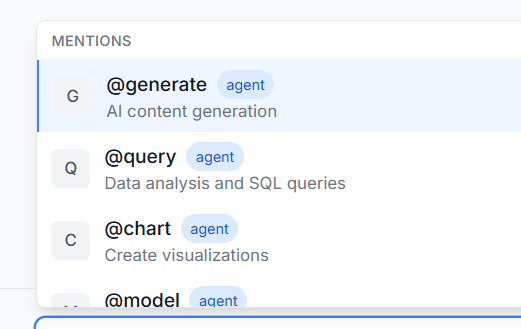 MENTIONS
G
@generate agent
AI content generation
Q
@query agent
Data analysis and SQL queries
C
@chart agent
Create visualizations
@model agent